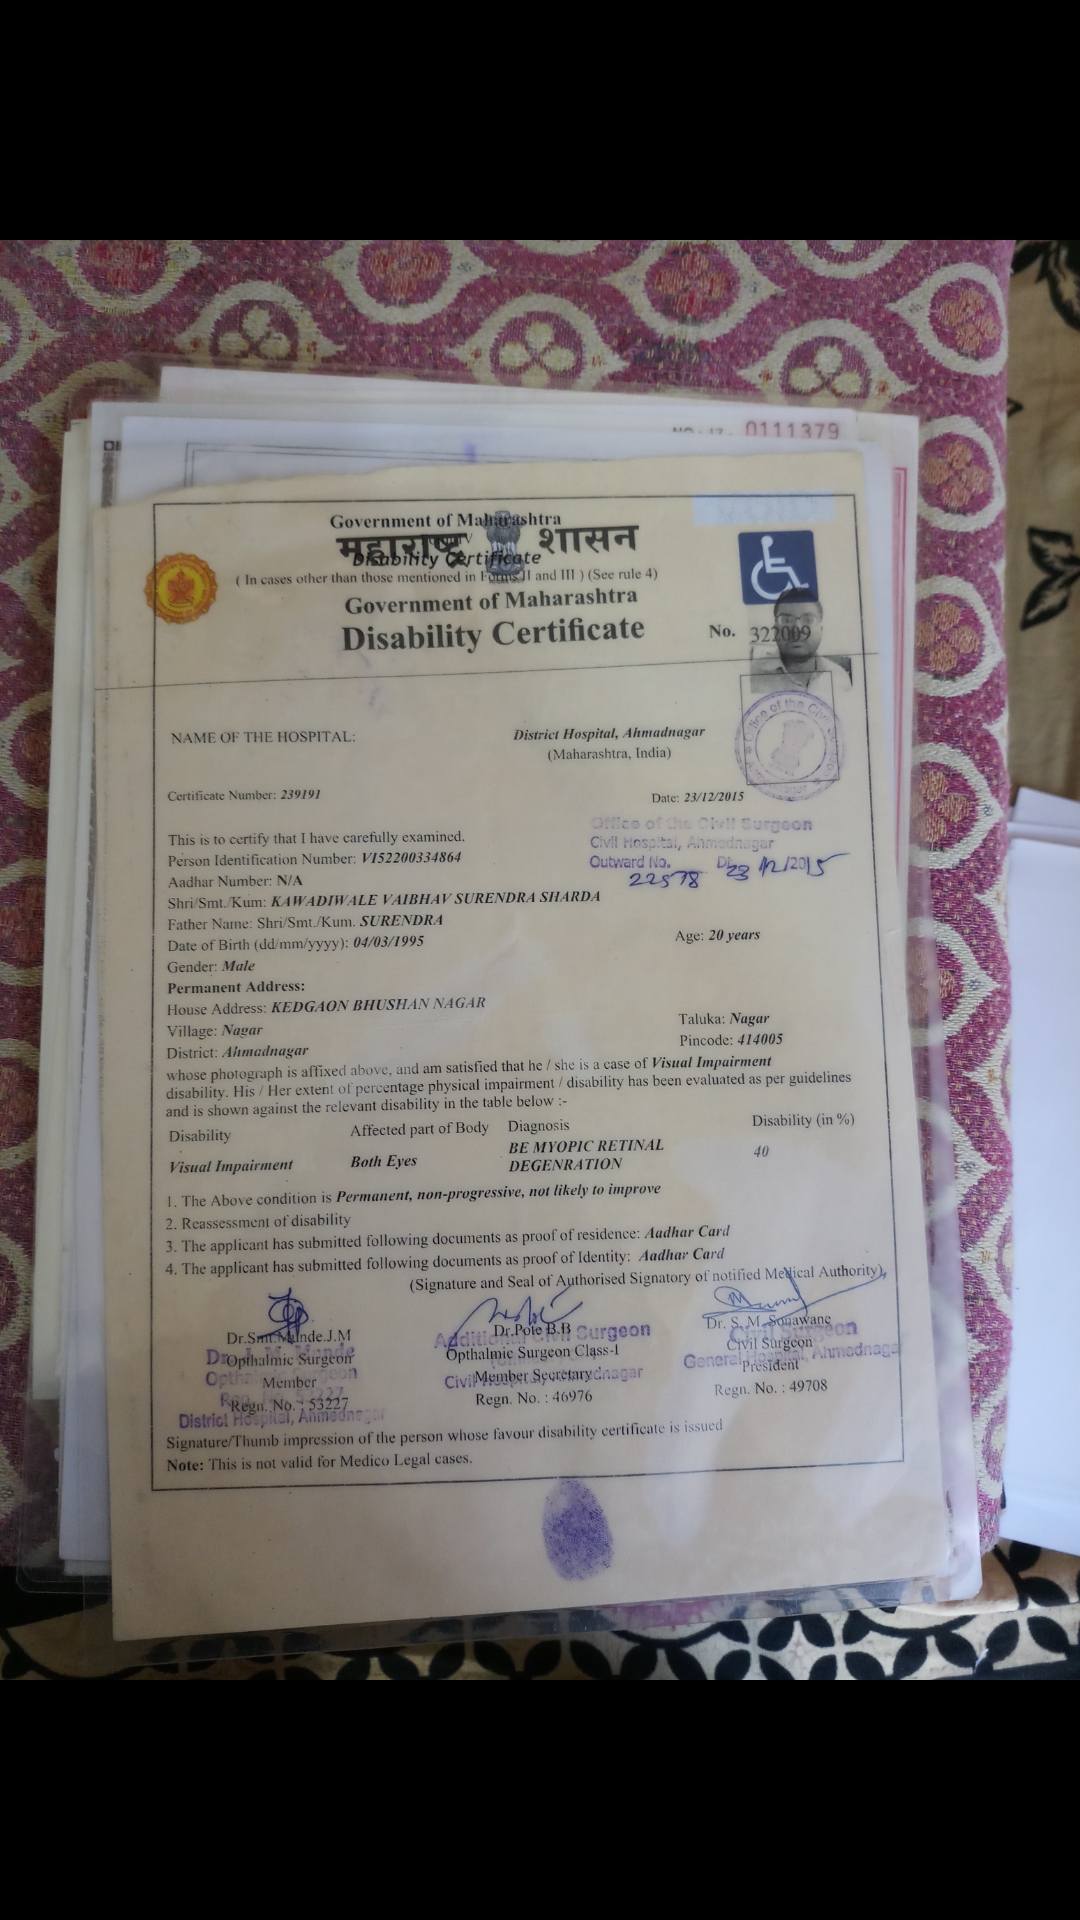 0111379
Government of Maharashtra
महाराष्ट्र शासन
Disability Certificate
( In cases other than those mentioned in Forms II and III ) (See rule 4)
Government of Maharashtra
Disability Certificate
No. 322009
NAME OF THE HOSPITAL: District Hospital, Ahmadnagar
(Maharashtra, India)
Office of the Civil
Certificate Number: 239191 Date: 23/12/2015
Office of the Civil Surgeon
This is to certify that I have carefully examined. Civil Hospital, Ahmednagar
Person Identification Number: VI52200334864 Outward No. 22578 Dt. 23/12/2015
Aadhar Number: N/A
Shri/Smt./Kum: KAWADIWALE VAIBHAV SURENDRA SHARDA
Father Name: Shri/Smt./Kum. SURENDRA
Date of Birth (dd/mm/yyyy): 04/03/1995 Age: 20 years
Gender: Male
Permanent Address:
House Address: KEDGAON BHUSHAN NAGAR
Village: Nagar Taluka: Nagar
District: Ahmadnagar Pincode: 414005
whose photograph is affixed above, and am satisfied that he / she is a case of Visual Impairment
disability. His / Her extent of percentage physical impairment / disability has been evaluated as per guidelines
and is shown against the relevant disability in the table below :-
Disability Affected part of Body Diagnosis Disability (in %)
Visual Impairment Both Eyes BE MYOPIC RETINAL 40
DEGENRATION
1. The Above condition is Permanent, non-progressive, not likely to improve
2. Reassessment of disability
3. The applicant has submitted following documents as proof of residence: Aadhar Card
4. The applicant has submitted following documents as proof of Identity: Aadhar Card
(Signature and Seal of Authorised Signatory of notified Medical Authority)
Dr.Smt.Munde.J.M Dr.Pole B.B Dr. S. M. Sonawane
Additional Civil Surgeon Civil Surgeon
Opthalmic Surgeon Opthalmic Surgeon Class-I Civil Surgeon
General Hospital, Ahmednagar
Member Member Secretary President
Regn. No. : 53227 Regn. No. : 46976 Regn. No. : 49708
District Hospital, Ahmednagar
Signature/Thumb impression of the person whose favour disability certificate is issued
Note: This is not valid for Medico Legal cases.